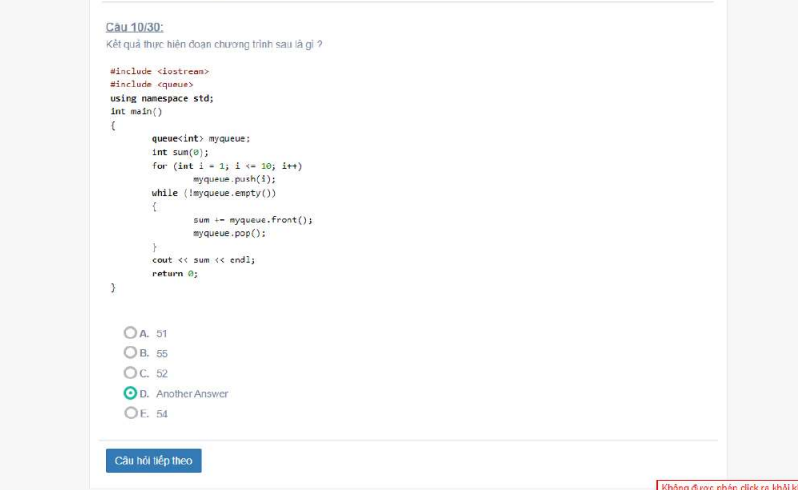 Câu 10/30:
Kết quả thực hiện đoạn chương trình sau là gì ?
#include <iostream>
#include <queue>
using namespace std;
int main()
{
queue<int> myqueue;
int sum(0);
for (int i = 1; i <= 10; i++)
myqueue.push(i);
while (!myqueue.empty())
{
sum += myqueue.front();
myqueue.pop();
}
cout << sum << endl;
return 0;
}
A. 51
B. 55
C. 52
D. Another Answer
E. 54
Câu hỏi tiếp theo
Không được phép click ra khỏi